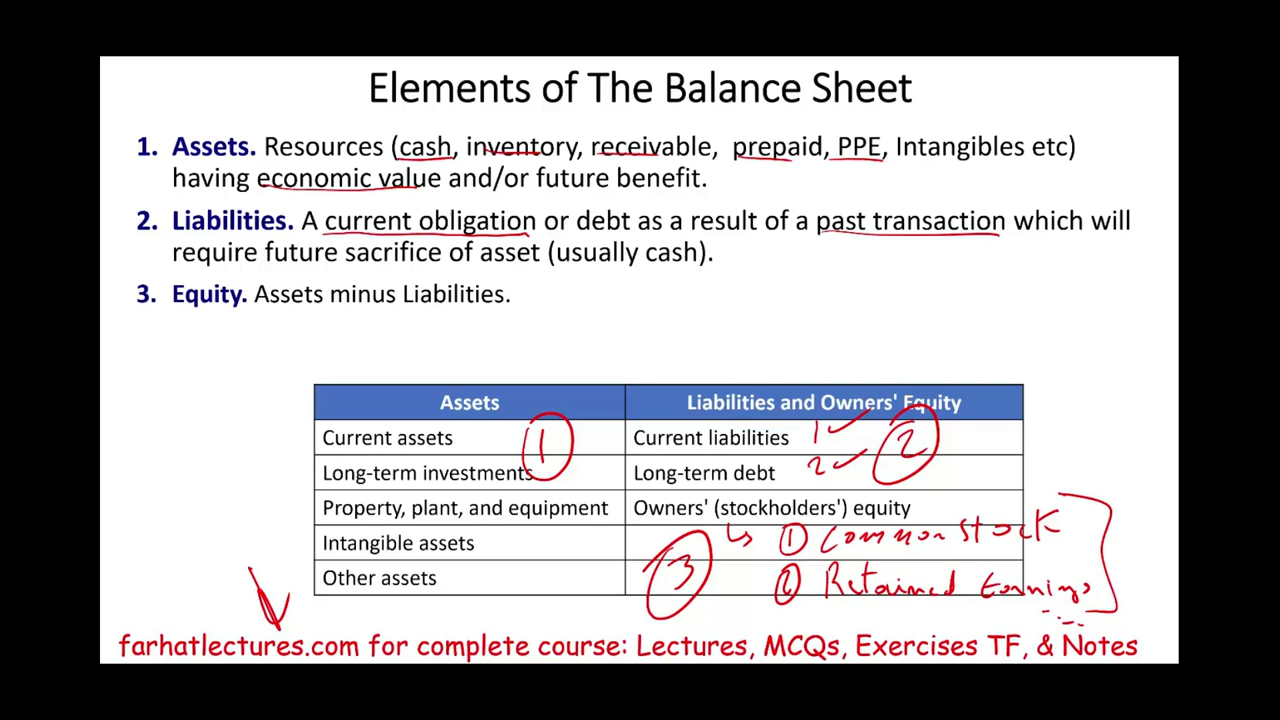 Elements of The Balance Sheet
1. Assets. Resources (cash, inventory, receivable, prepaid, PPE, Intangibles etc)
having economic value and/or future benefit.
2. Liabilities. A current obligation or debt as a result of a past transaction which will
require future sacrifice of asset (usually cash).
3. Equity. Assets minus Liabilities.
Assets Liabilities and Owners' Equity
Current assets 1 Current liabilities 1 2
Long-term investments Long-term debt 2
Property, plant, and equipment Owners' (stockholders') equity
Intangible assets 3 1 Common stock
Other assets 2 Retained Earnings
farhatlectures.com for complete course: Lectures, MCQs, Exercises TF, & Notes